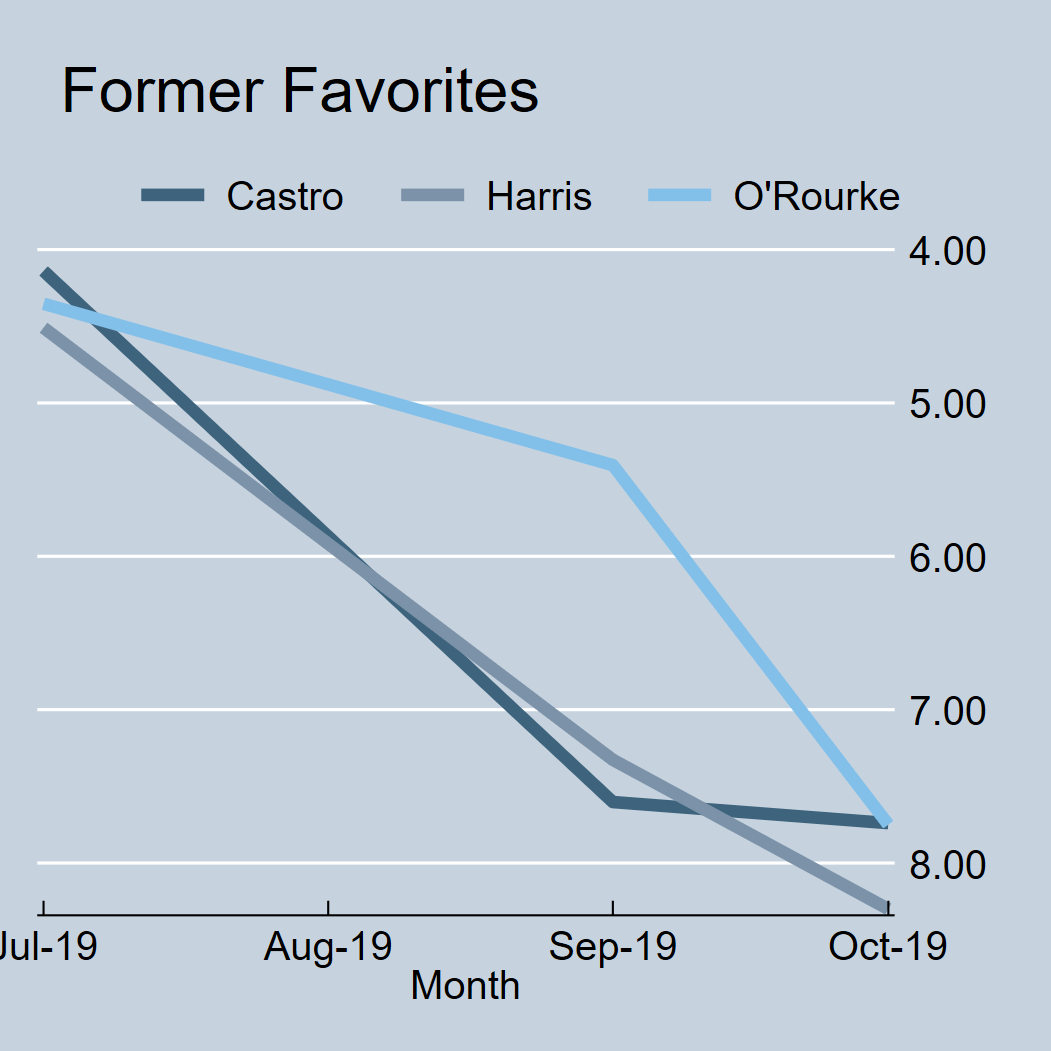 Former Favorites
Castro Harris O'Rourke
4.00
5.00
6.00
7.00
8.00
Jul-19 Aug-19 Sep-19 Oct-19
Month